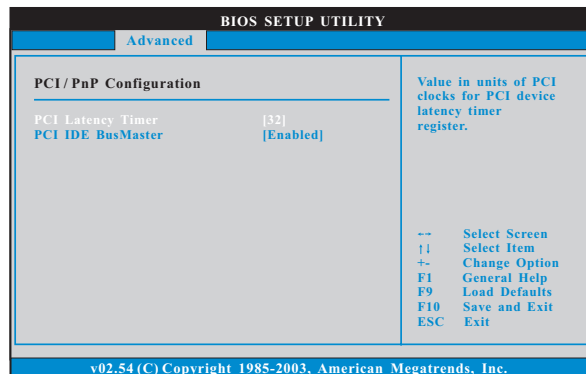 BIOS SETUP UTILITY
Advanced
PCI / PnP Configuration
PCI Latency Timer [32]
PCI IDE BusMaster [Enabled]
Value in units of PCI
clocks for PCI device
latency timer
register.
←→ Select Screen
↑↓ Select Item
+- Change Option
F1 General Help
F9 Load Defaults
F10 Save and Exit
ESC Exit
v02.54 (C) Copyright 1985-2003, American Megatrends, Inc.